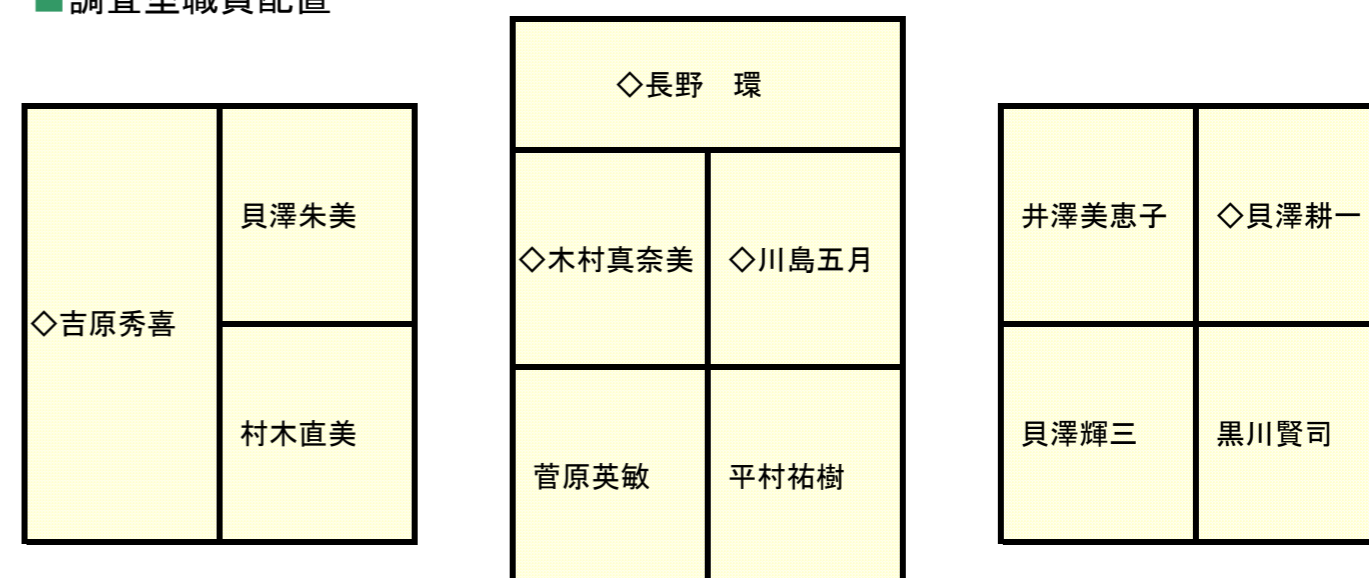 ■調査室職員配置
◇吉原秀喜
貝澤朱美
村木直美
◇長野　環
◇木村真奈美
◇川島五月
菅原英敏
平村祐樹
井澤美恵子
◇貝澤耕一
貝澤輝三
黒川賢司